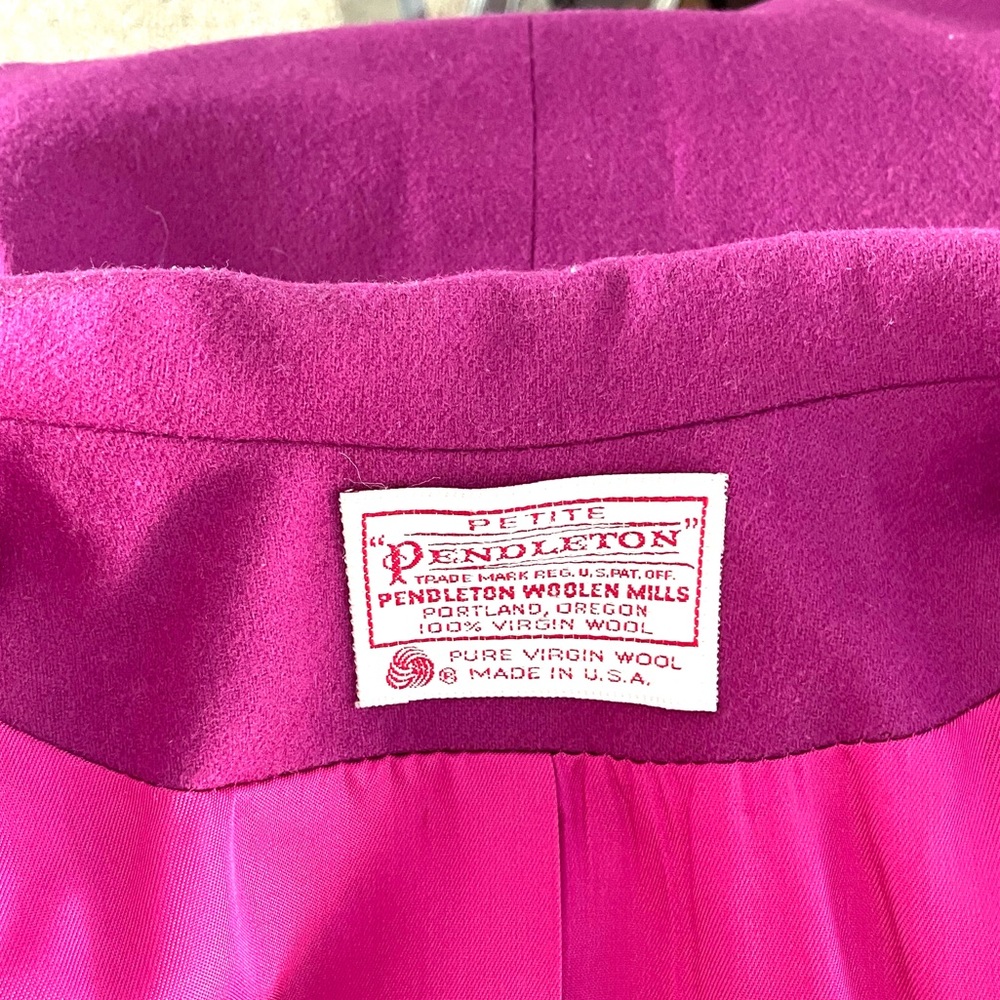 PETITE
"PENDLETON"
TRADE MARK REG. U.S. PAT. OFF.
PENDLETON WOOLEN MILLS
PORTLAND, OREGON
100% VIRGIN WOOL
PURE VIRGIN WOOL
® MADE IN U.S.A.